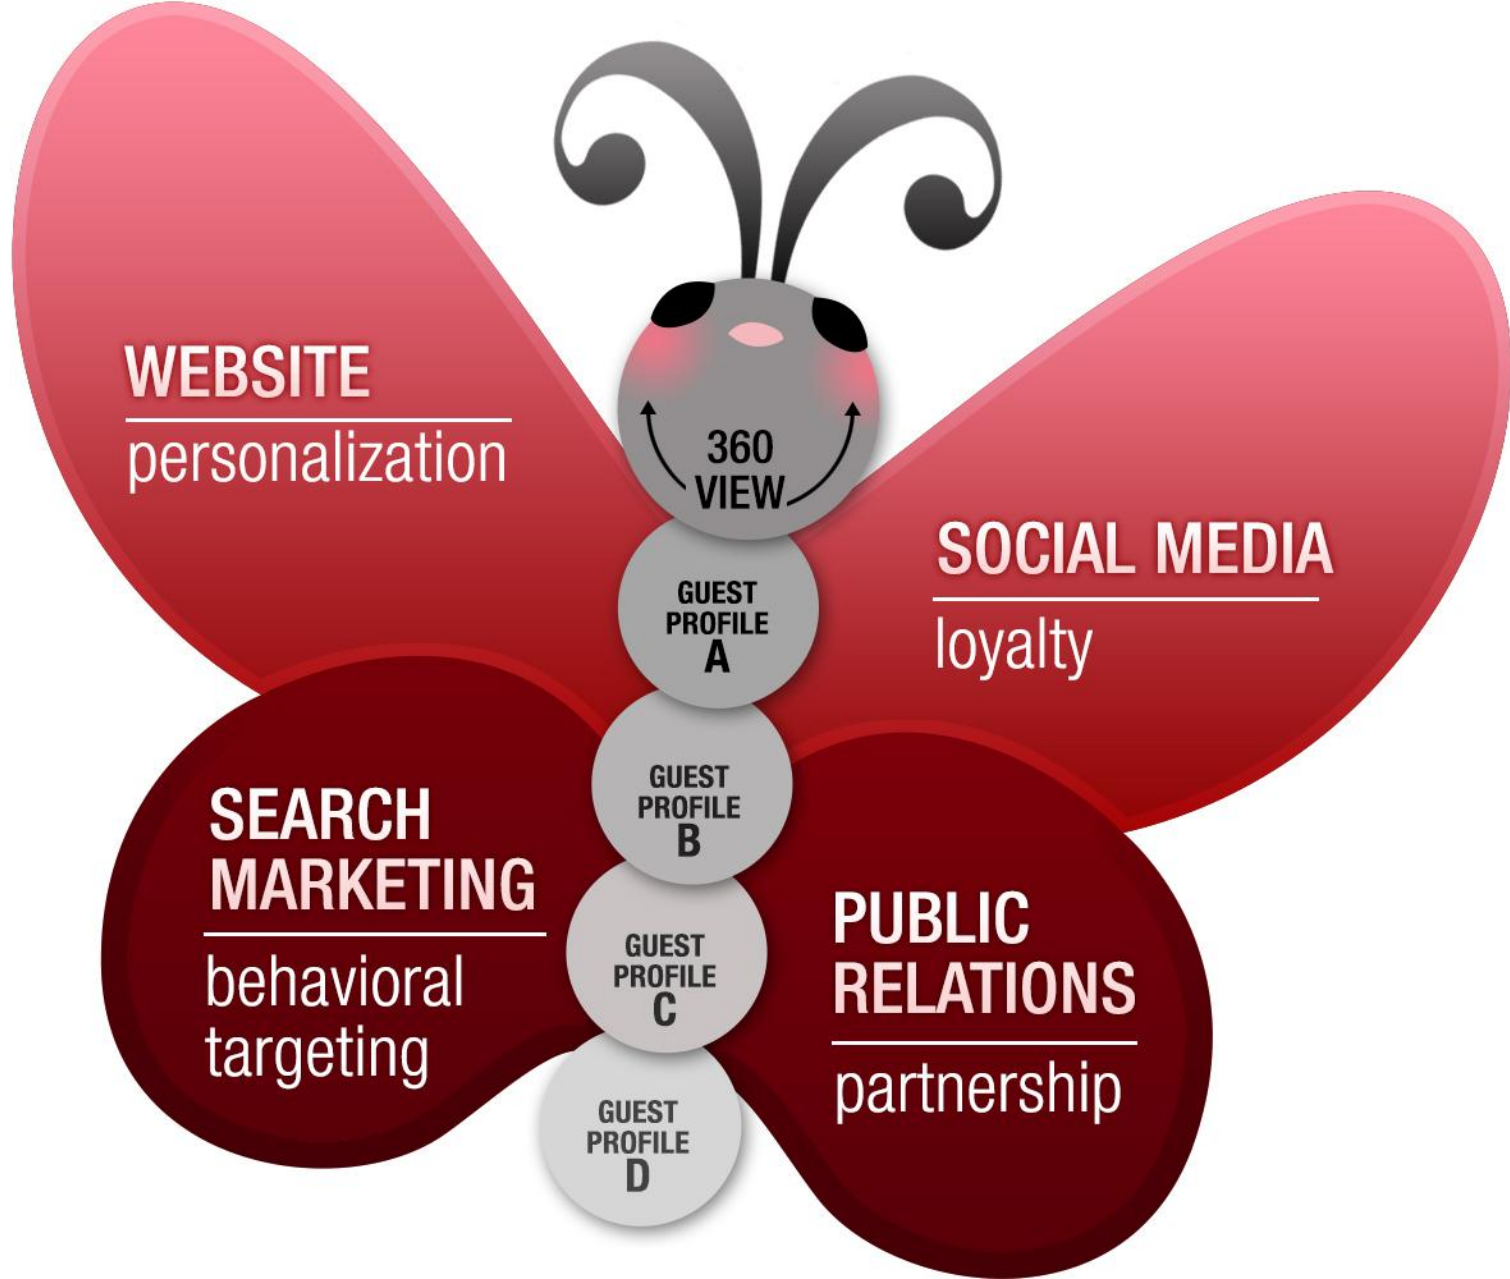 WEBSITE
personalization
360
VIEW
SOCIAL MEDIA
loyalty
GUEST
PROFILE
A
GUEST
PROFILE
B
SEARCH
MARKETING
behavioral
targeting
GUEST
PROFILE
C
PUBLIC
RELATIONS
partnership
GUEST
PROFILE
D